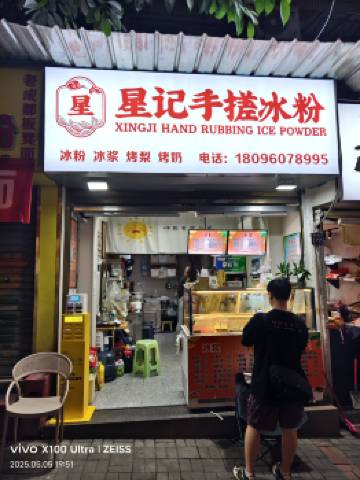 星
星记手搓冰粉
XINGJI HAND RUBBING ICE POWDER
冰粉 冰浆 烤梨 烤奶 电话：18096078995
vivo X100 Ultra | ZEISS
2025.05.05 19:51